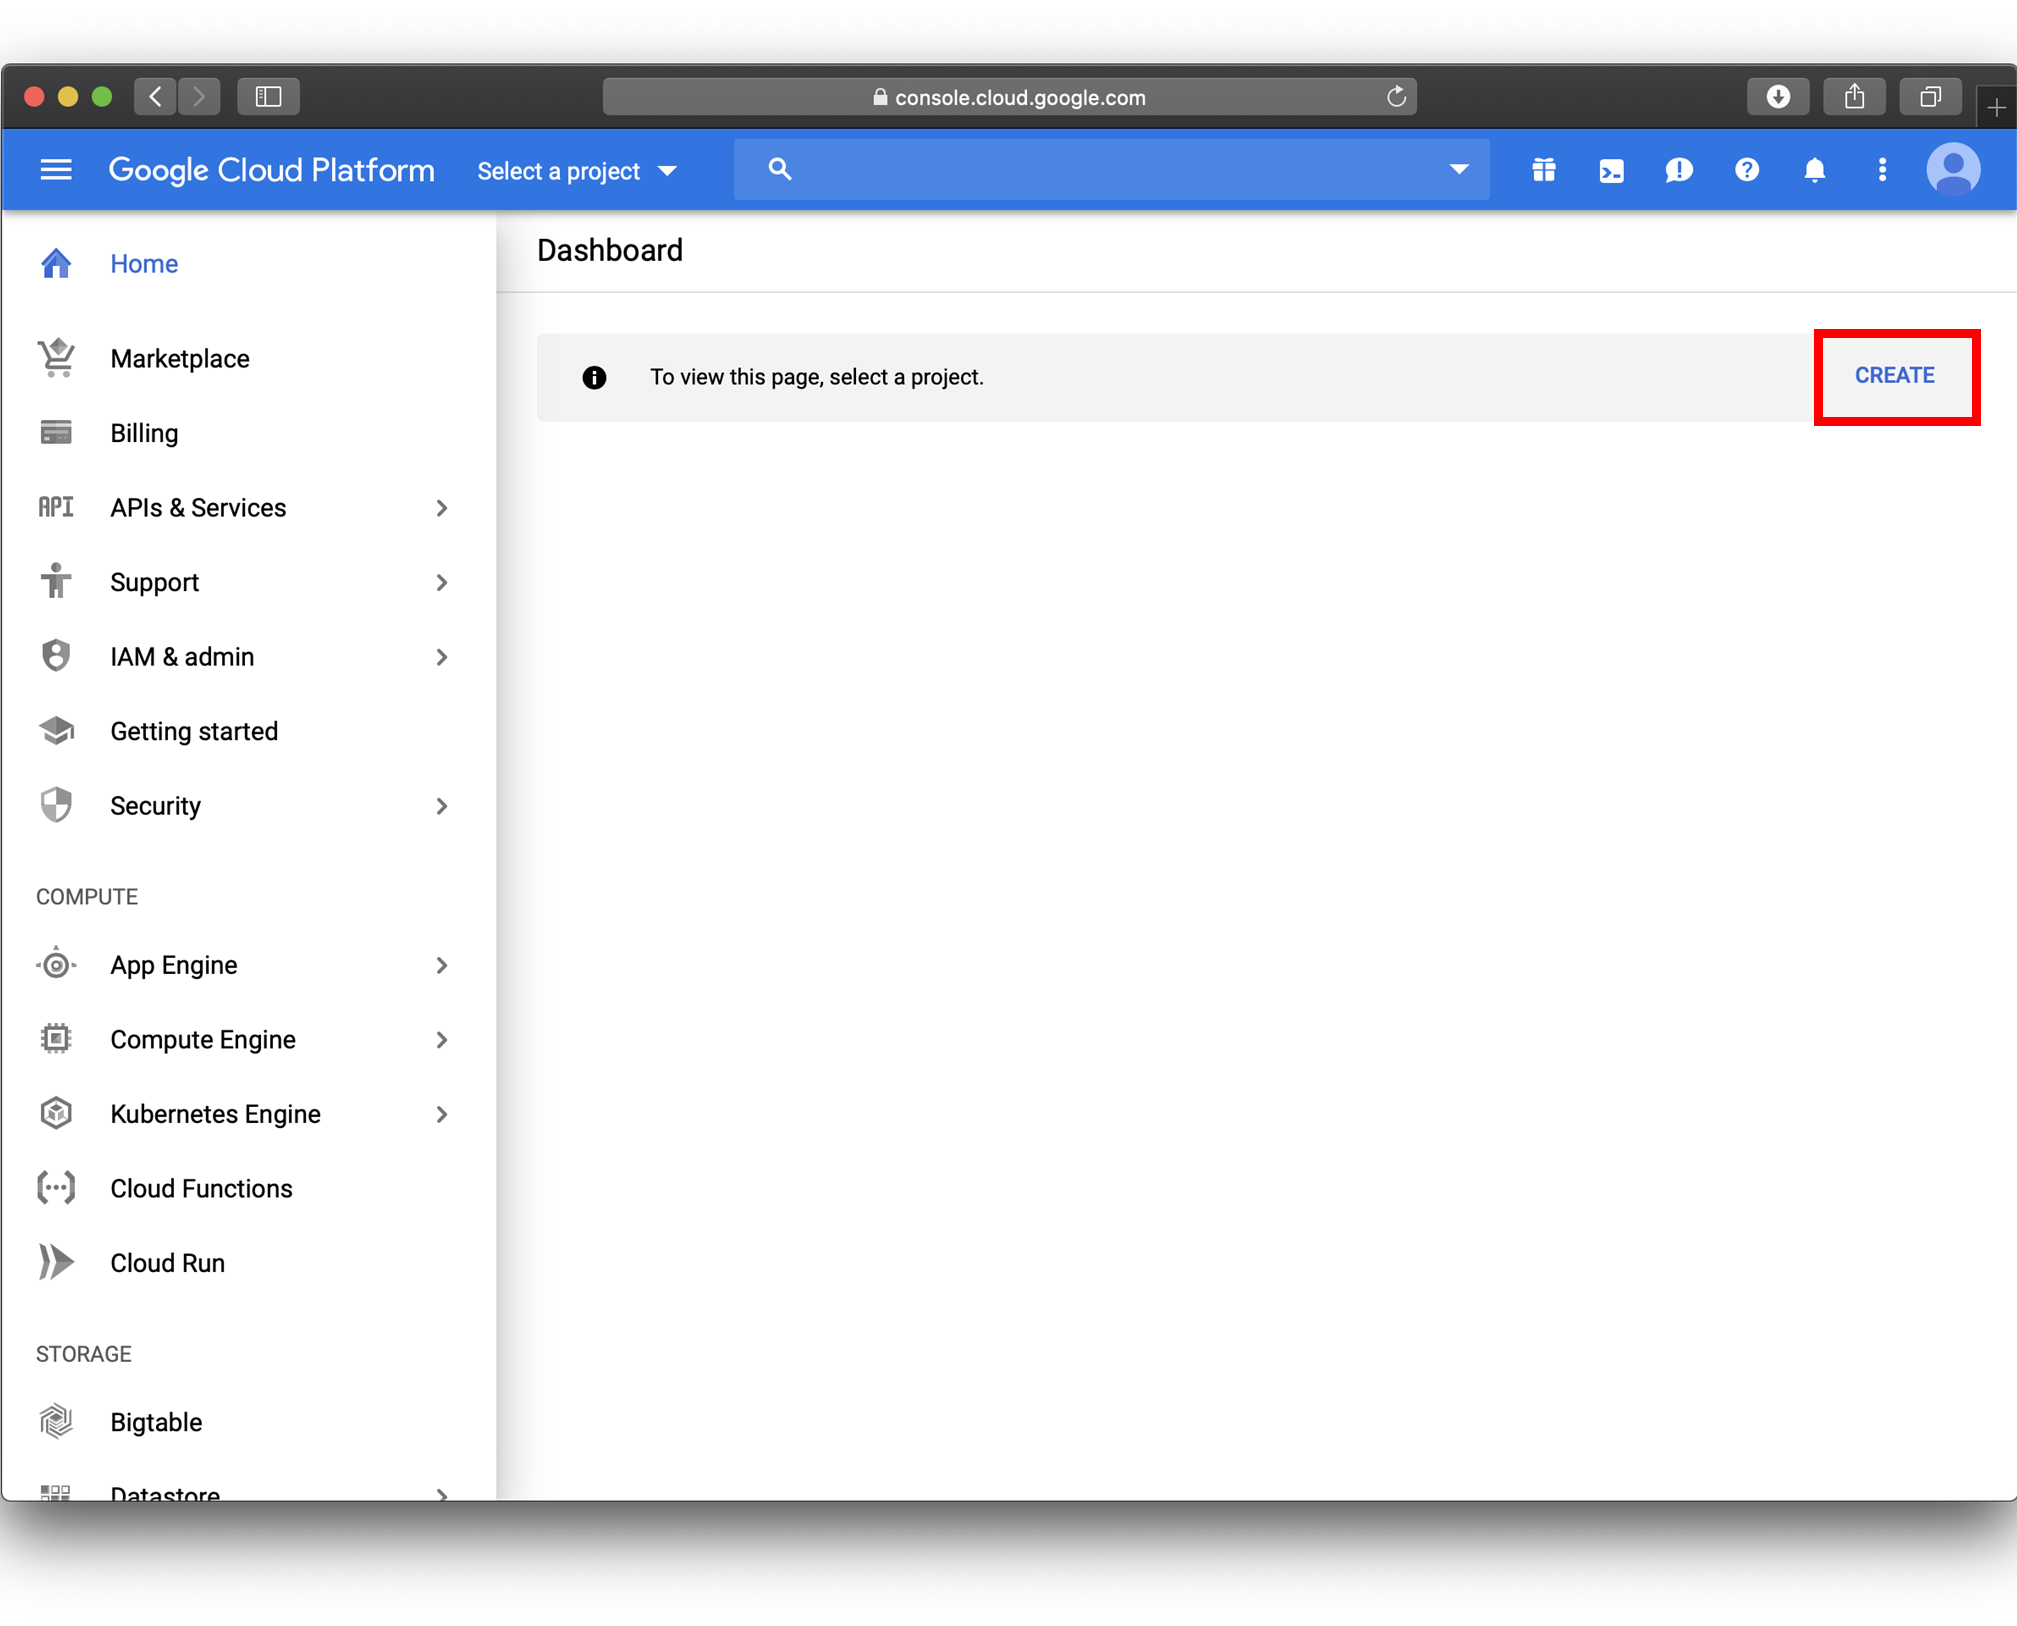 console.cloud.google.com
Google Cloud Platform
Select a project
Home
Dashboard
To view this page, select a project.
CREATE
Marketplace
Billing
API
APIs & Services
Support
IAM & admin
Getting started
Security
COMPUTE
App Engine
Compute Engine
Kubernetes Engine
Cloud Functions
Cloud Run
STORAGE
Bigtable
Datastore